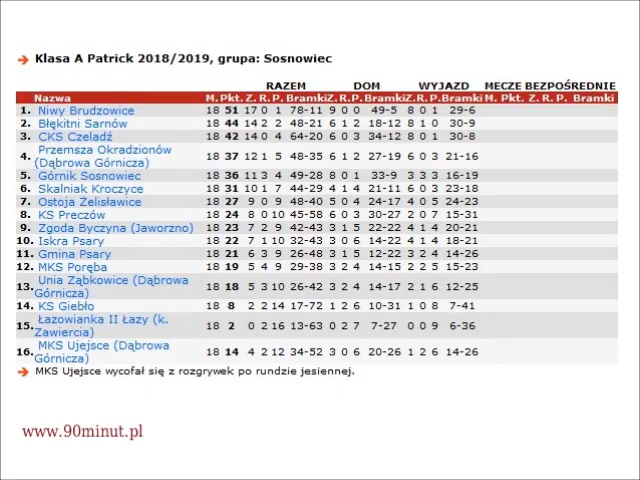 Klasa A Patrick 2018/2019, grupa: Sosnowiec
RAZEM DOM WYJAZD MECZE BEZPOŚREDNIE
Nazwa M. Pkt. Z. R. P. Bramki Z. R. P. Bramki Z. R. P. Bramki M. Pkt. Z. R. P. Bramki
1. Niwy Brudzowice 18 51 17 0 1 78-11 9 0 0 49-5 8 0 1 29-6
2. Błękitni Sarnów 18 44 14 2 2 48-21 6 1 2 18-12 8 1 0 30-9
3. CKS Czeladź 18 42 14 0 4 64-20 6 0 3 34-12 8 0 1 30-8
4. Przemsza Okradzionów
(Dąbrowa Górnicza) 18 37 12 1 5 48-35 6 1 2 27-19 6 0 3 21-16
5. Górnik Sosnowiec 18 36 11 3 4 49-28 8 0 1 33-9 3 3 3 16-19
6. Skalniak Kroczyce 18 31 10 1 7 44-29 4 1 4 21-11 6 0 3 23-18
7. Ostoja Żelisławice 18 27 9 0 9 48-40 5 0 4 24-17 4 0 5 24-23
8. KS Preczów 18 24 8 0 10 45-58 6 0 3 30-27 2 0 7 15-31
9. Zgoda Byczyna (Jaworzno) 18 23 7 2 9 42-43 3 1 5 22-22 4 1 4 20-21
10. Iskra Psary 18 22 7 1 10 32-43 3 0 6 14-22 4 1 4 18-21
11. Gmina Psary 18 21 6 3 9 26-48 3 1 5 12-22 3 2 4 14-26
12. MKS Poręba 18 19 5 4 9 29-38 3 2 4 14-15 2 2 5 15-23
13. Unia Ząbkowice (Dąbrowa
Górnicza) 18 18 5 3 10 26-42 3 2 4 14-17 2 1 6 12-25
14. KS Giebło 18 8 2 2 14 17-72 1 2 6 10-31 1 0 8 7-41
15. Łazowianka II Łazy (k.
Zawiercia) 18 2 0 2 16 13-63 0 2 7 7-27 0 0 9 6-36
16. MKS Ujejsce (Dąbrowa
Górnicza) 18 14 4 2 12 34-52 3 0 6 20-26 1 2 6 14-26
MKS Ujejsce wycofał się z rozgrywek po rundzie jesiennej.
www.90minut.pl